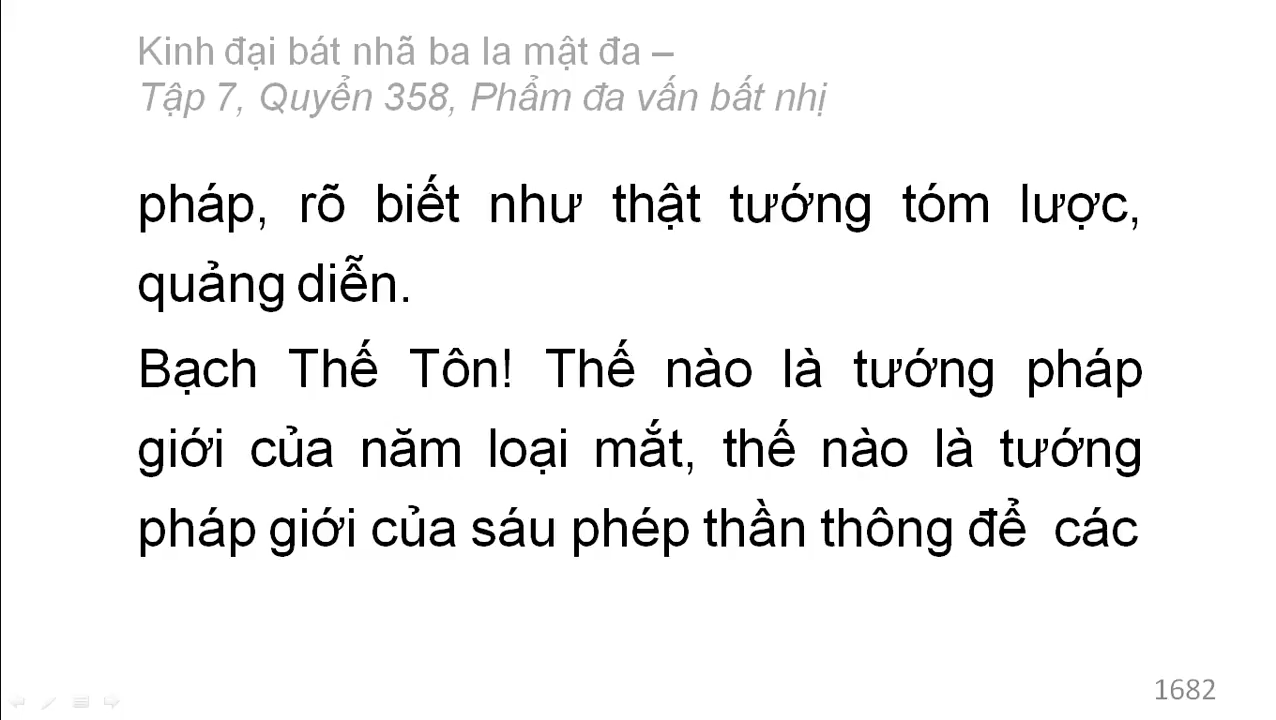 Kinh đại bát nhã ba la mật đa –
Tập 7, Quyển 358, Phẩm đa vấn bất nhị
pháp, rõ biết như thật tướng tóm lược,
quảng diễn.
Bạch Thế Tôn! Thế nào là tướng pháp
giới của năm loại mắt, thế nào là tướng
pháp giới của sáu phép thần thông để các
1682